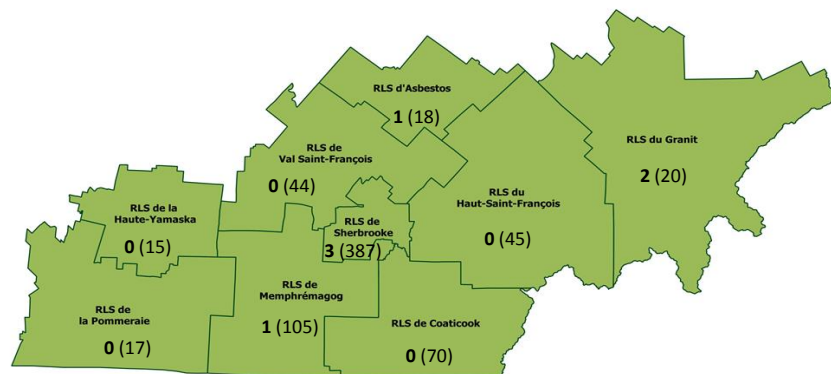 RLS d'Asbestos
1 (18)
RLS du Granit
2 (20)
RLS de
Val Saint-François
0 (44)
RLS du
Haut-Saint-François
0 (45)
RLS de la
Haute-Yamaska
0 (15)
RLS de
Sherbrooke
3 (387)
RLS de
Memphrémagog
1 (105)
RLS de
la Pommeraie
0 (17)
RLS de Coaticook
0 (70)